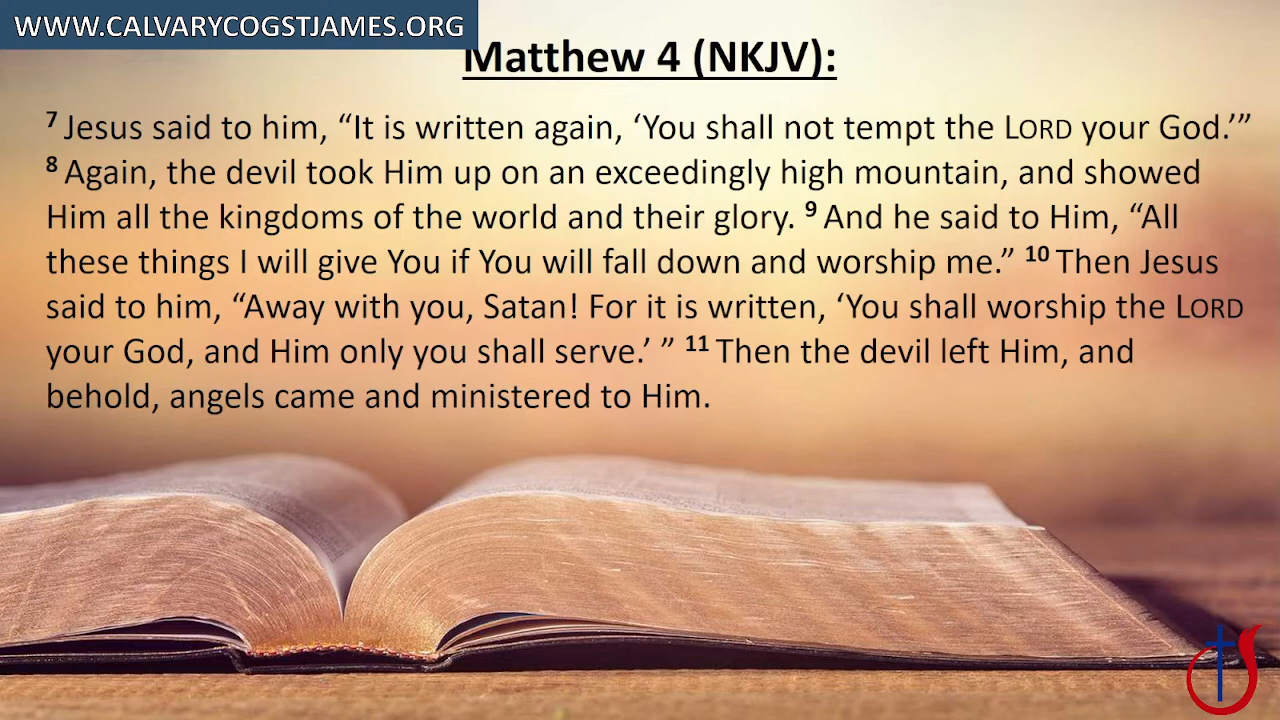 WWW.CALVARYCOGSTJAMES.ORG
Matthew 4 (NKJV):
7 Jesus said to him, “It is written again, ‘You shall not tempt the LORD your God.’”
8 Again, the devil took Him up on an exceedingly high mountain, and showed
Him all the kingdoms of the world and their glory. 9 And he said to Him, “All
these things I will give You if You will fall down and worship me.” 10 Then Jesus
said to him, “Away with you, Satan! For it is written, ‘You shall worship the LORD
your God, and Him only you shall serve.’ ” 11 Then the devil left Him, and
behold, angels came and ministered to Him.